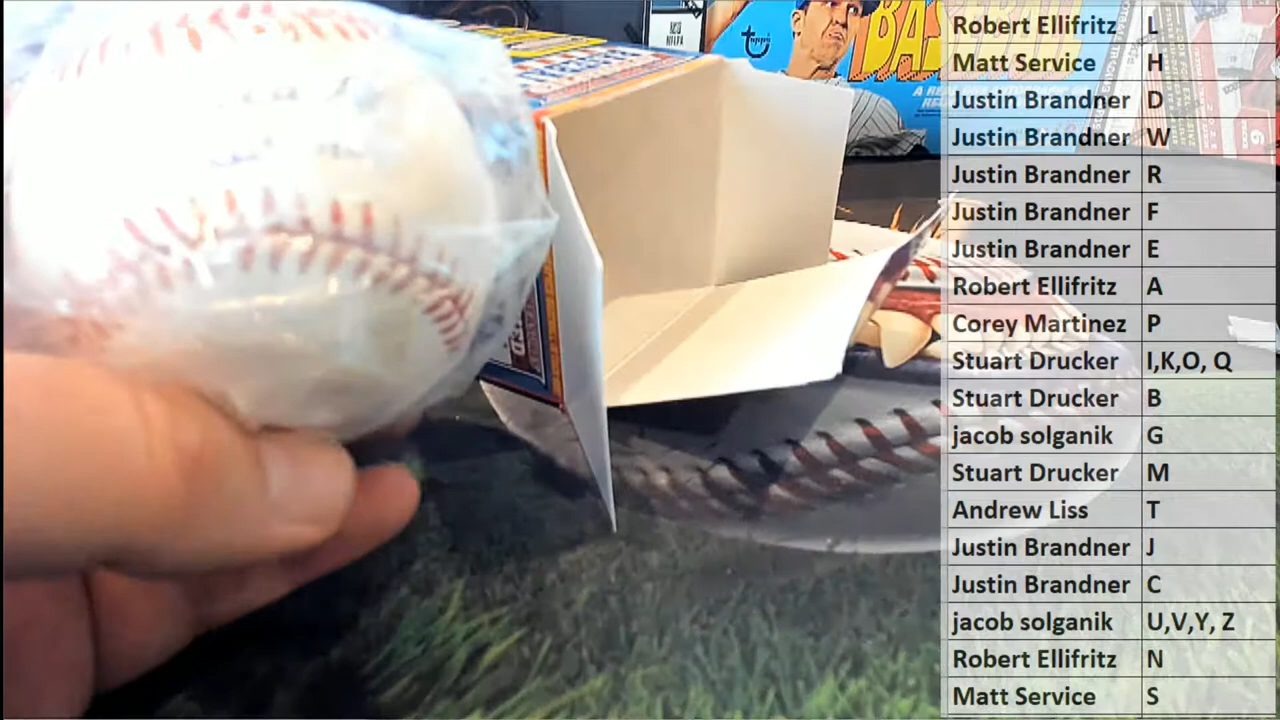 Robert Ellifritz L
Matt Service H
Justin Brandner D
Justin Brandner W
Justin Brandner R
Justin Brandner F
Justin Brandner E
Robert Ellifritz A
Corey Martinez P
Stuart Drucker I,K,O, Q
Stuart Drucker B
jacob solganik G
Stuart Drucker M
Andrew Liss T
Justin Brandner J
Justin Brandner C
jacob solganik U,V,Y, Z
Robert Ellifritz N
Matt Service S
topps